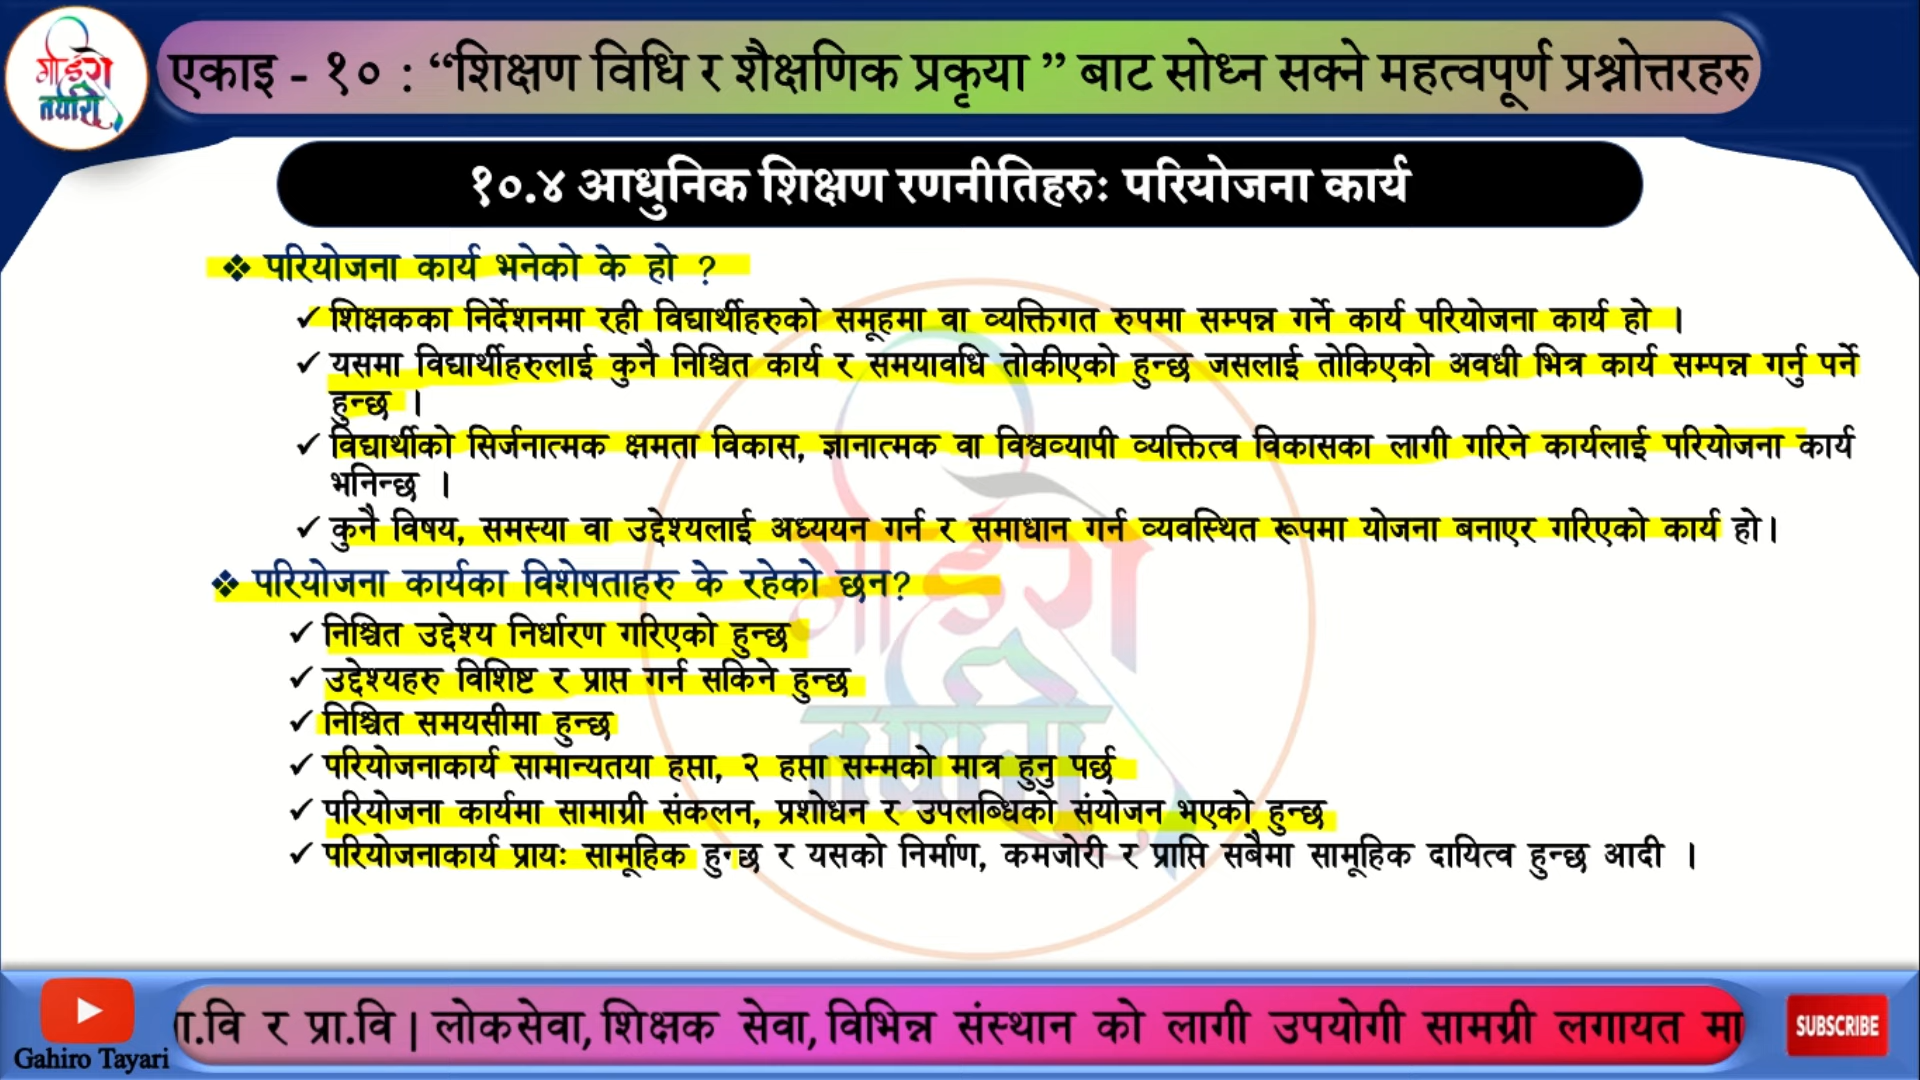 गहिरो तयारी
एकाइ - १० : “शिक्षण विधि र शैक्षणिक प्रकृया ” बाट सोध्न सक्ने महत्वपूर्ण प्रश्नोत्तरहरु
१०.४ आधुनिक शिक्षण रणनीतिहरुः परियोजना कार्य
❖ परियोजना कार्य भनेको के हो ?
✓ शिक्षकका निर्देशनमा रही विद्यार्थीहरुको समूहमा वा व्यक्तिगत रुपमा सम्पन्न गर्ने कार्य परियोजना कार्य हो ।
✓ यसमा विद्यार्थीहरुलाई कुनै निश्चित कार्य र समयावधि तोकीएको हुन्छ जसलाई तोकिएको अवधी भित्र कार्य सम्पन्न गर्नु पर्ने
हुन्छ ।
✓ विद्यार्थीको सिर्जनात्मक क्षमता विकास, ज्ञानात्मक वा विश्वव्यापी व्यक्तित्व विकासका लागी गरिने कार्यलाई परियोजना कार्य
भनिन्छ ।
✓ कुनै विषय, समस्या वा उद्देश्यलाई अध्ययन गर्न र समाधान गर्न व्यवस्थित रूपमा योजना बनाएर गरिएको कार्य हो।
❖ परियोजना कार्यका विशेषताहरु के रहेको छन?
✓ निश्चित उद्देश्य निर्धारण गरिएको हुन्छ
✓ उद्देश्यहरु विशिष्ट र प्राप्त गर्न सकिने हुन्छ
✓ निश्चित समयसीमा हुन्छ
✓ परियोजनाकार्य सामान्यतया हप्ता, २ हप्ता सम्मको मात्र हुनु पर्छ
✓ परियोजना कार्यमा सामाग्री संकलन, प्रशोधन र उपलब्धिको संयोजन भएको हुन्छ
✓ परियोजनाकार्य प्रायः सामूहिक हुन्छ र यसको निर्माण, कमजोरी र प्राप्ति सबैमा सामूहिक दायित्व हुन्छ आदी ।
ा.वि र प्रा.वि | लोकसेवा, शिक्षक सेवा, विभिन्न संस्थान को लागी उपयोगी सामग्री लगायत मा
Gahiro Tayari
SUBSCRIBE